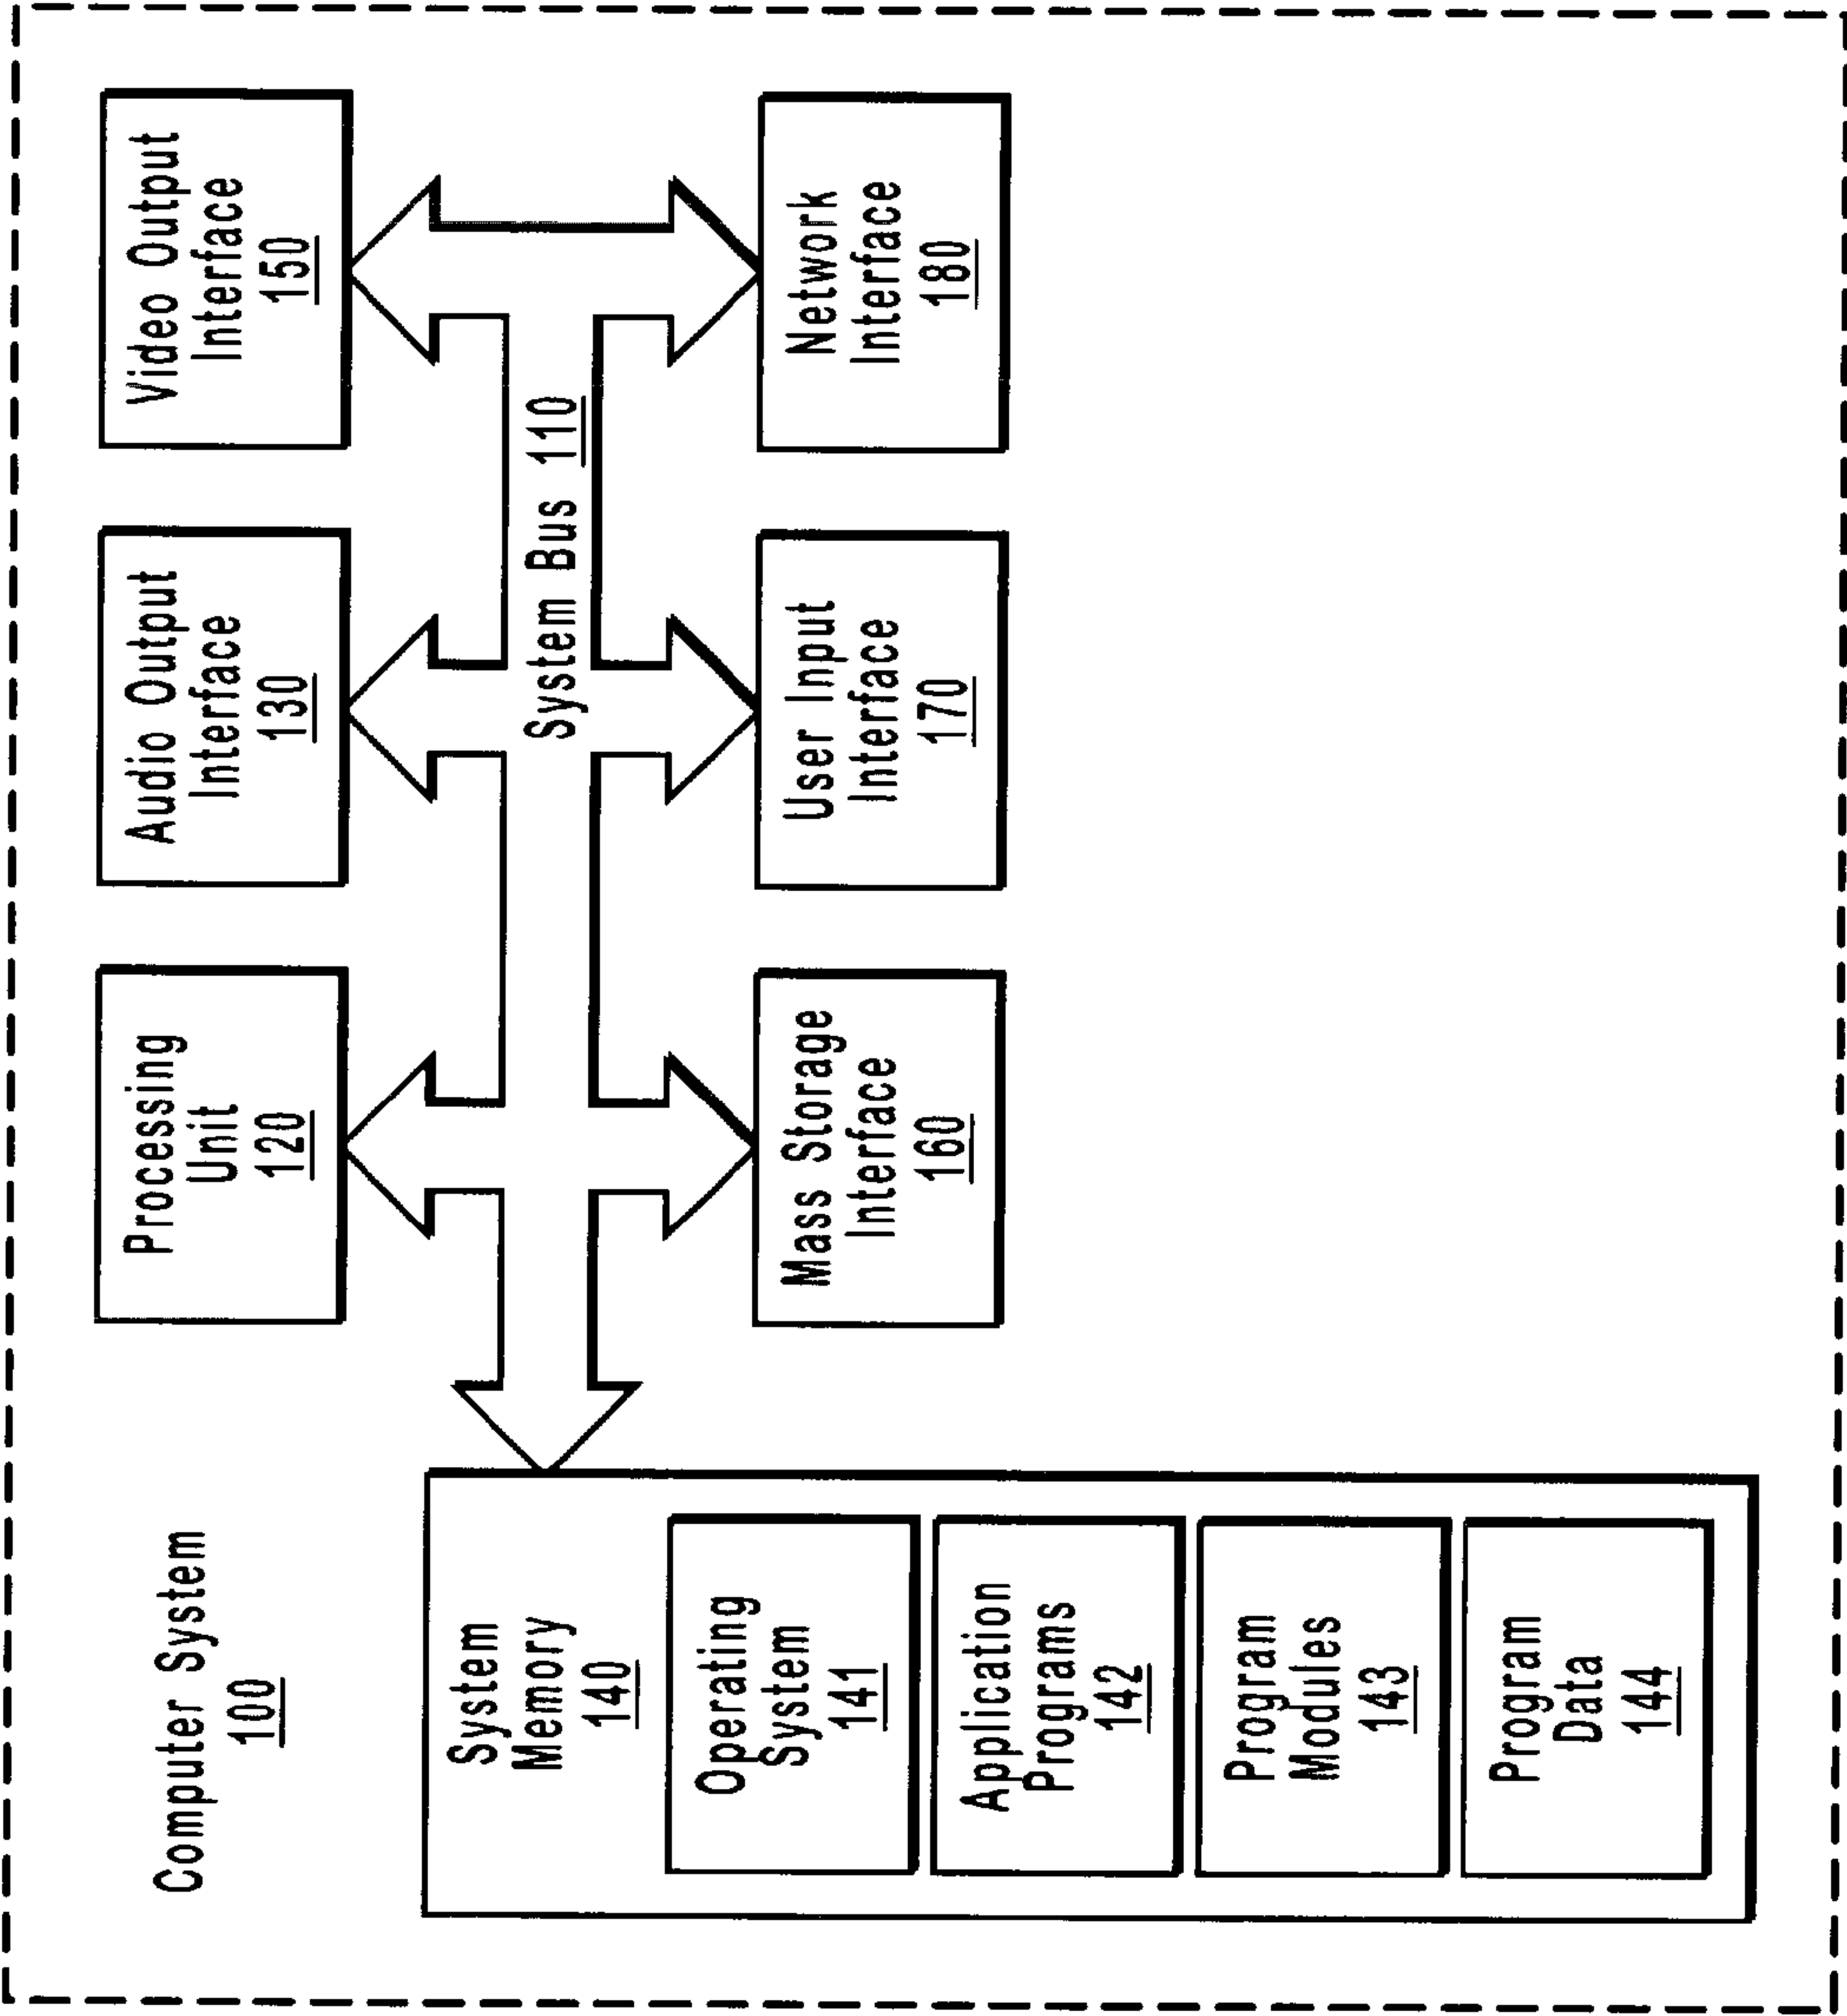 Computer System
100
System
Memory
140
Operating
System
141
Application
Programs
142
Program
Modules
143
Program
Data
144
Processing
Unit
120
Audio Output
Interface
130
Video Output
Interface
150
System Bus 110
Mass Storage
Interface
160
User Input
Interface
170
Network
Interface
180